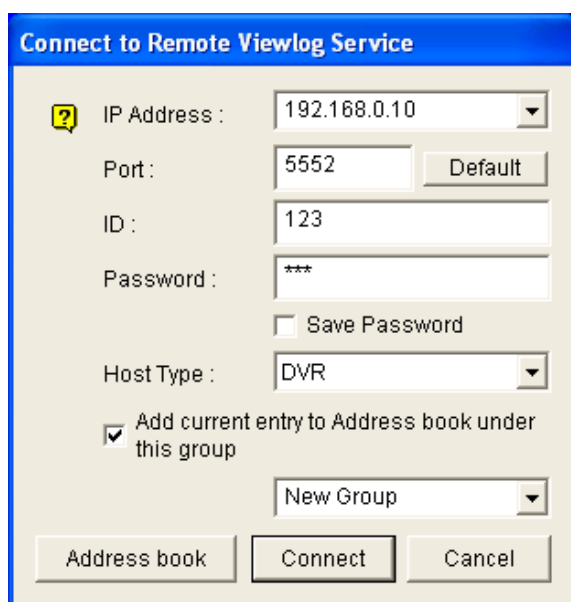 Connect to Remote Viewlog Service
? IP Address : 192.168.0.10
Port : 5552 Default
ID : 123
Password : ***
Save Password
Host Type : DVR
Add current entry to Address book under
this group
New Group
Address book Connect Cancel